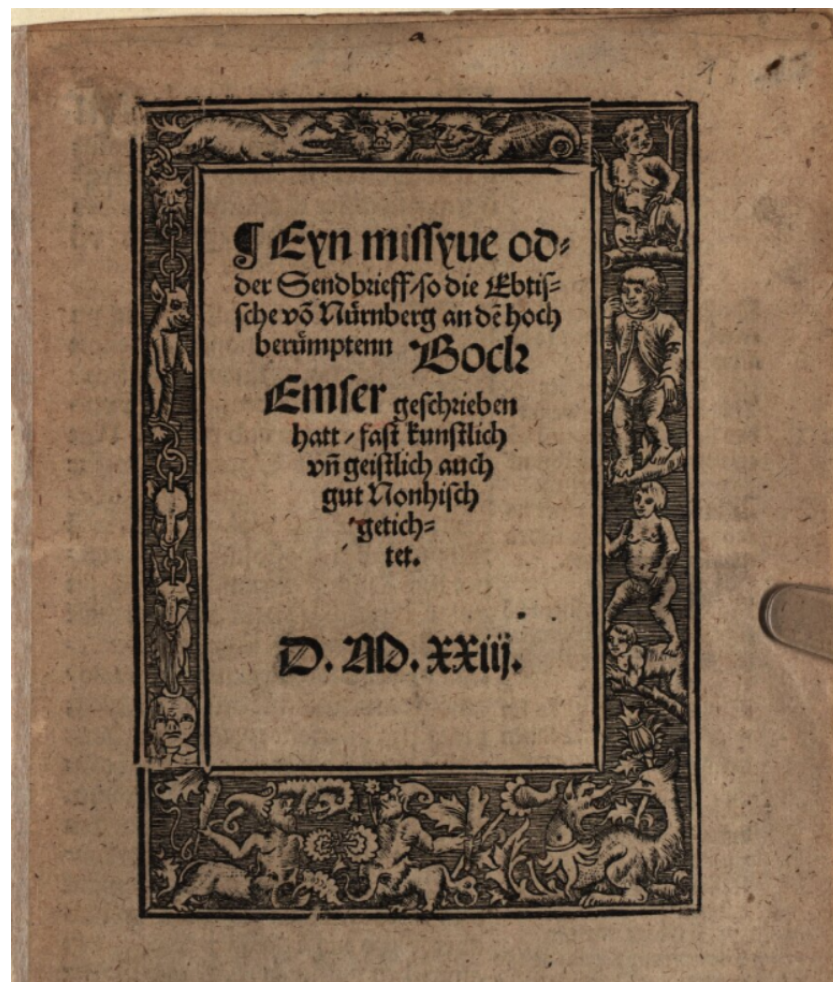 ¶ Eyn missyue od⸗
der Sendbrieff/ so die Ebtis⸗
sche võ Nürnberg an dẽ hoch
berümptenn Bock
Emser geschrieben
hatt / fast kunstlich
vñ geistlich auch
gut Nonhisch
getich⸗
tet.
D. M. xxiij.